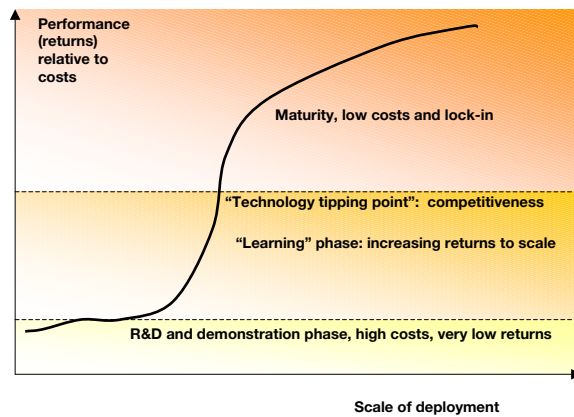 Performance
(returns)
relative to
costs
Maturity, low costs and lock-in
“Technology tipping point”:  competitiveness
“Learning” phase: increasing returns to scale
R&D and demonstration phase, high costs, very low returns
Scale of deployment